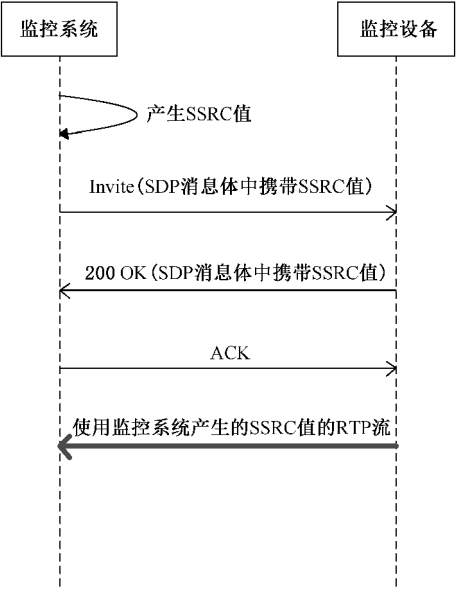 监控系统
监控设备
产生SSRC值
Invite(SDP消息体中携带SSRC值)
200 OK(SDP消息体中携带SSRC值)
ACK
使用监控系统产生的SSRC值的RTP流